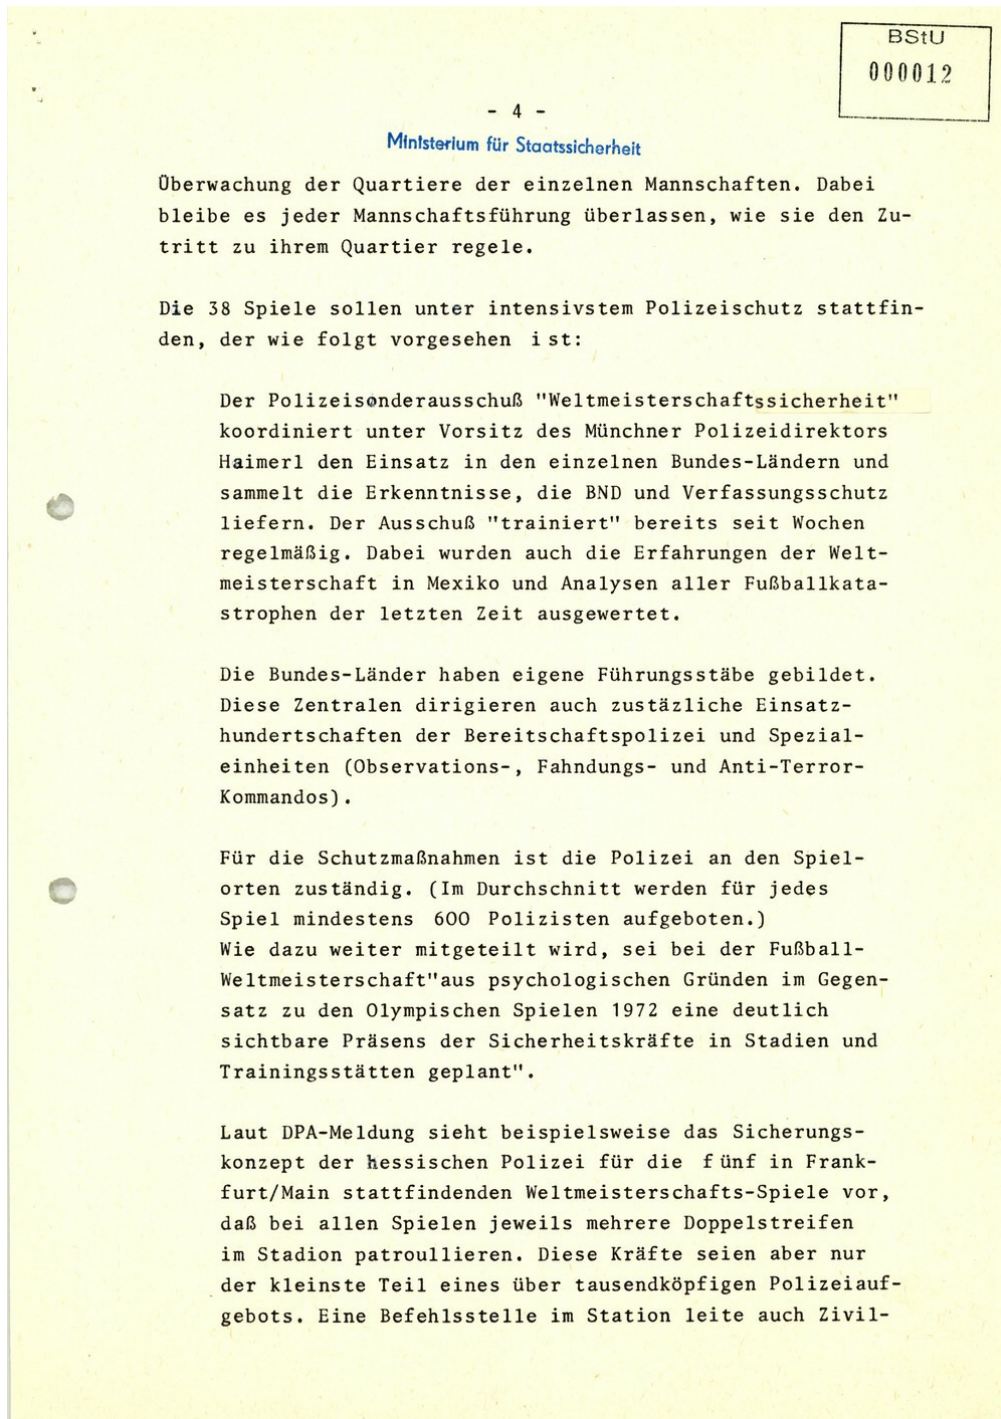 BStU
000012
- 4 -
Ministerium für Staatssicherheit
Überwachung der Quartiere der einzelnen Mannschaften. Dabei
bleibe es jeder Mannschaftsführung überlassen, wie sie den Zu-
tritt zu ihrem Quartier regele.
Die 38 Spiele sollen unter intensivstem Polizeischutz stattfin-
den, der wie folgt vorgesehen ist:
Der Polizeisonderausschuß "Weltmeisterschaftssicherheit"
koordiniert unter Vorsitz des Münchner Polizeidirektors
Haimerl den Einsatz in den einzelnen Bundes-Ländern und
sammelt die Erkenntnisse, die BND und Verfassungsschutz
liefern. Der Ausschuß "trainiert" bereits seit Wochen
regelmäßig. Dabei wurden auch die Erfahrungen der Welt-
meisterschaft in Mexiko und Analysen aller Fußballkata-
strophen der letzten Zeit ausgewertet.
Die Bundes-Länder haben eigene Führungsstäbe gebildet.
Diese Zentralen dirigieren auch zustäzliche Einsatz-
hundertschaften der Bereitschaftspolizei und Spezial-
einheiten (Observations-, Fahndungs- und Anti-Terror-
Kommandos).
Für die Schutzmaßnahmen ist die Polizei an den Spiel-
orten zuständig. (Im Durchschnitt werden für jedes
Spiel mindestens 600 Polizisten aufgeboten.)
Wie dazu weiter mitgeteilt wird, sei bei der Fußball-
Weltmeisterschaft"aus psychologischen Gründen im Gegen-
satz zu den Olympischen Spielen 1972 eine deutlich
sichtbare Präsens der Sicherheitskräfte in Stadien und
Trainingsstätten geplant".
Laut DPA-Meldung sieht beispielsweise das Sicherungs-
konzept der hessischen Polizei für die fünf in Frank-
furt/Main stattfindenden Weltmeisterschafts-Spiele vor,
daß bei allen Spielen jeweils mehrere Doppelstreifen
im Stadion patroullieren. Diese Kräfte seien aber nur
der kleinste Teil eines über tausendköpfigen Polizeiauf-
gebots. Eine Befehlsstelle im Station leite auch Zivil-